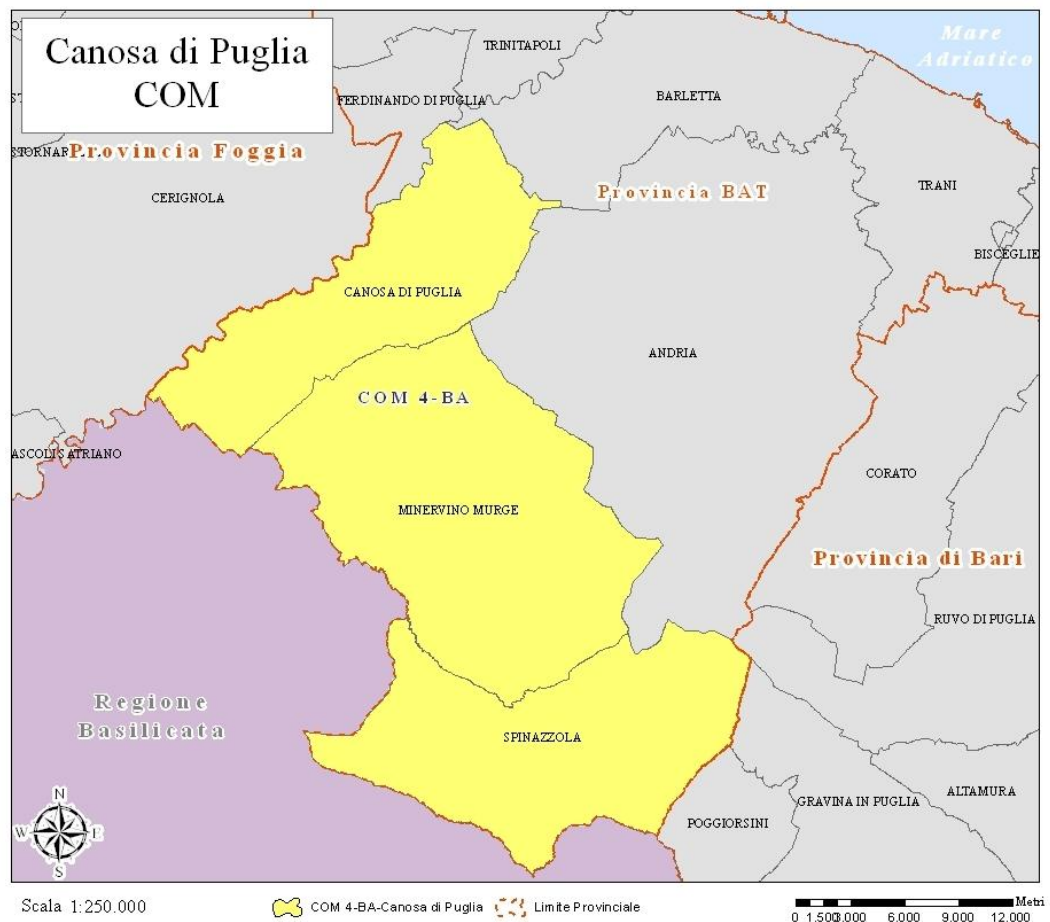 Canosa di Puglia
COM
Mare
Adriatico
TRINITAPOLI
FERDINANDO DI PUGLIA
BARLETTA
Provincia Foggia
CERIGNOLA
Provincia BAT
TRANI
BISCEGLIE
CANOSA DI PUGLIA
ANDRIA
COM 4-BA
ASCOLI SATRIANO
CORATO
MINERVINO MURGE
Provincia di Bari
RUVO DI PUGLIA
Regione
Basilicata
SPINAZZOLA
ALTAMURA
GRAVINA IN PUGLIA
POGGIORSINI
N
W E
S
Scala 1:250.000
COM 4-BA-Canosa di Puglia
Limite Provinciale
Metri
0 1.500 3.000 6.000 9.000 12.000